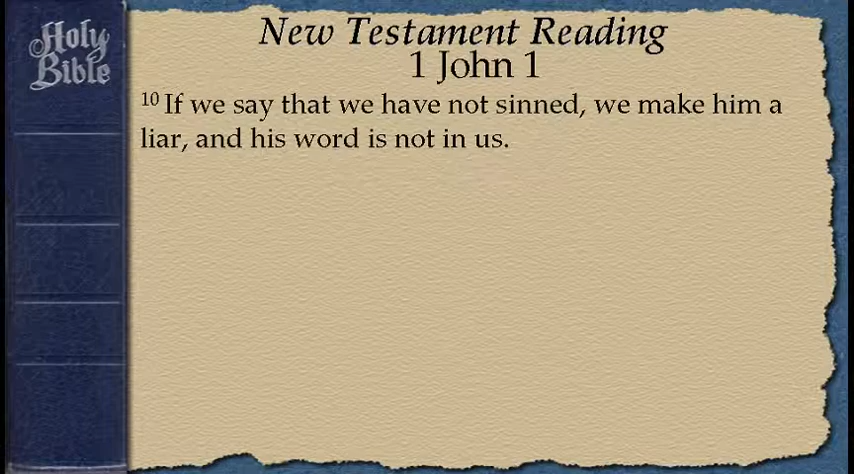 Holy
Bible
New Testament Reading
1 John 1
10 If we say that we have not sinned, we make him a
liar, and his word is not in us.